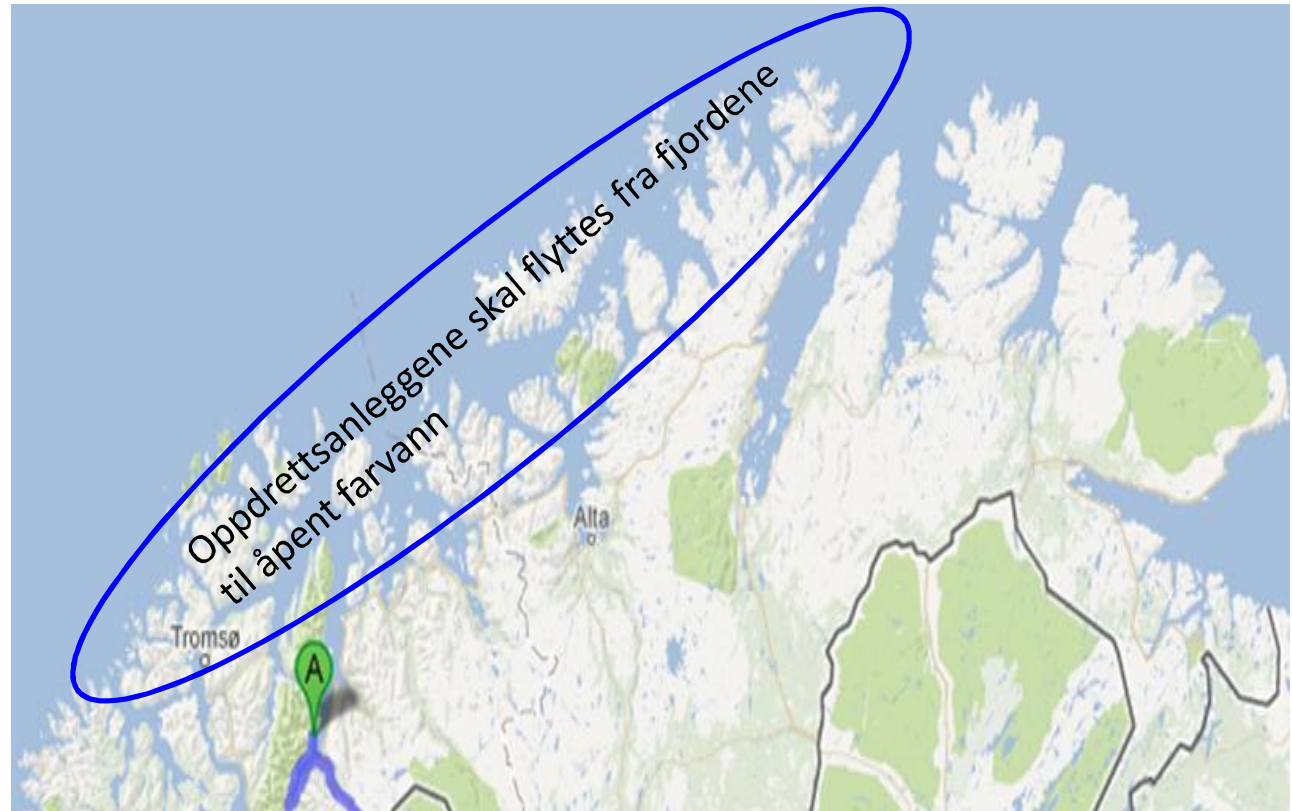 Oppdrettsanleggene skal flyttes fra fjordene
til åpent farvann
Alta
Tromsø
A